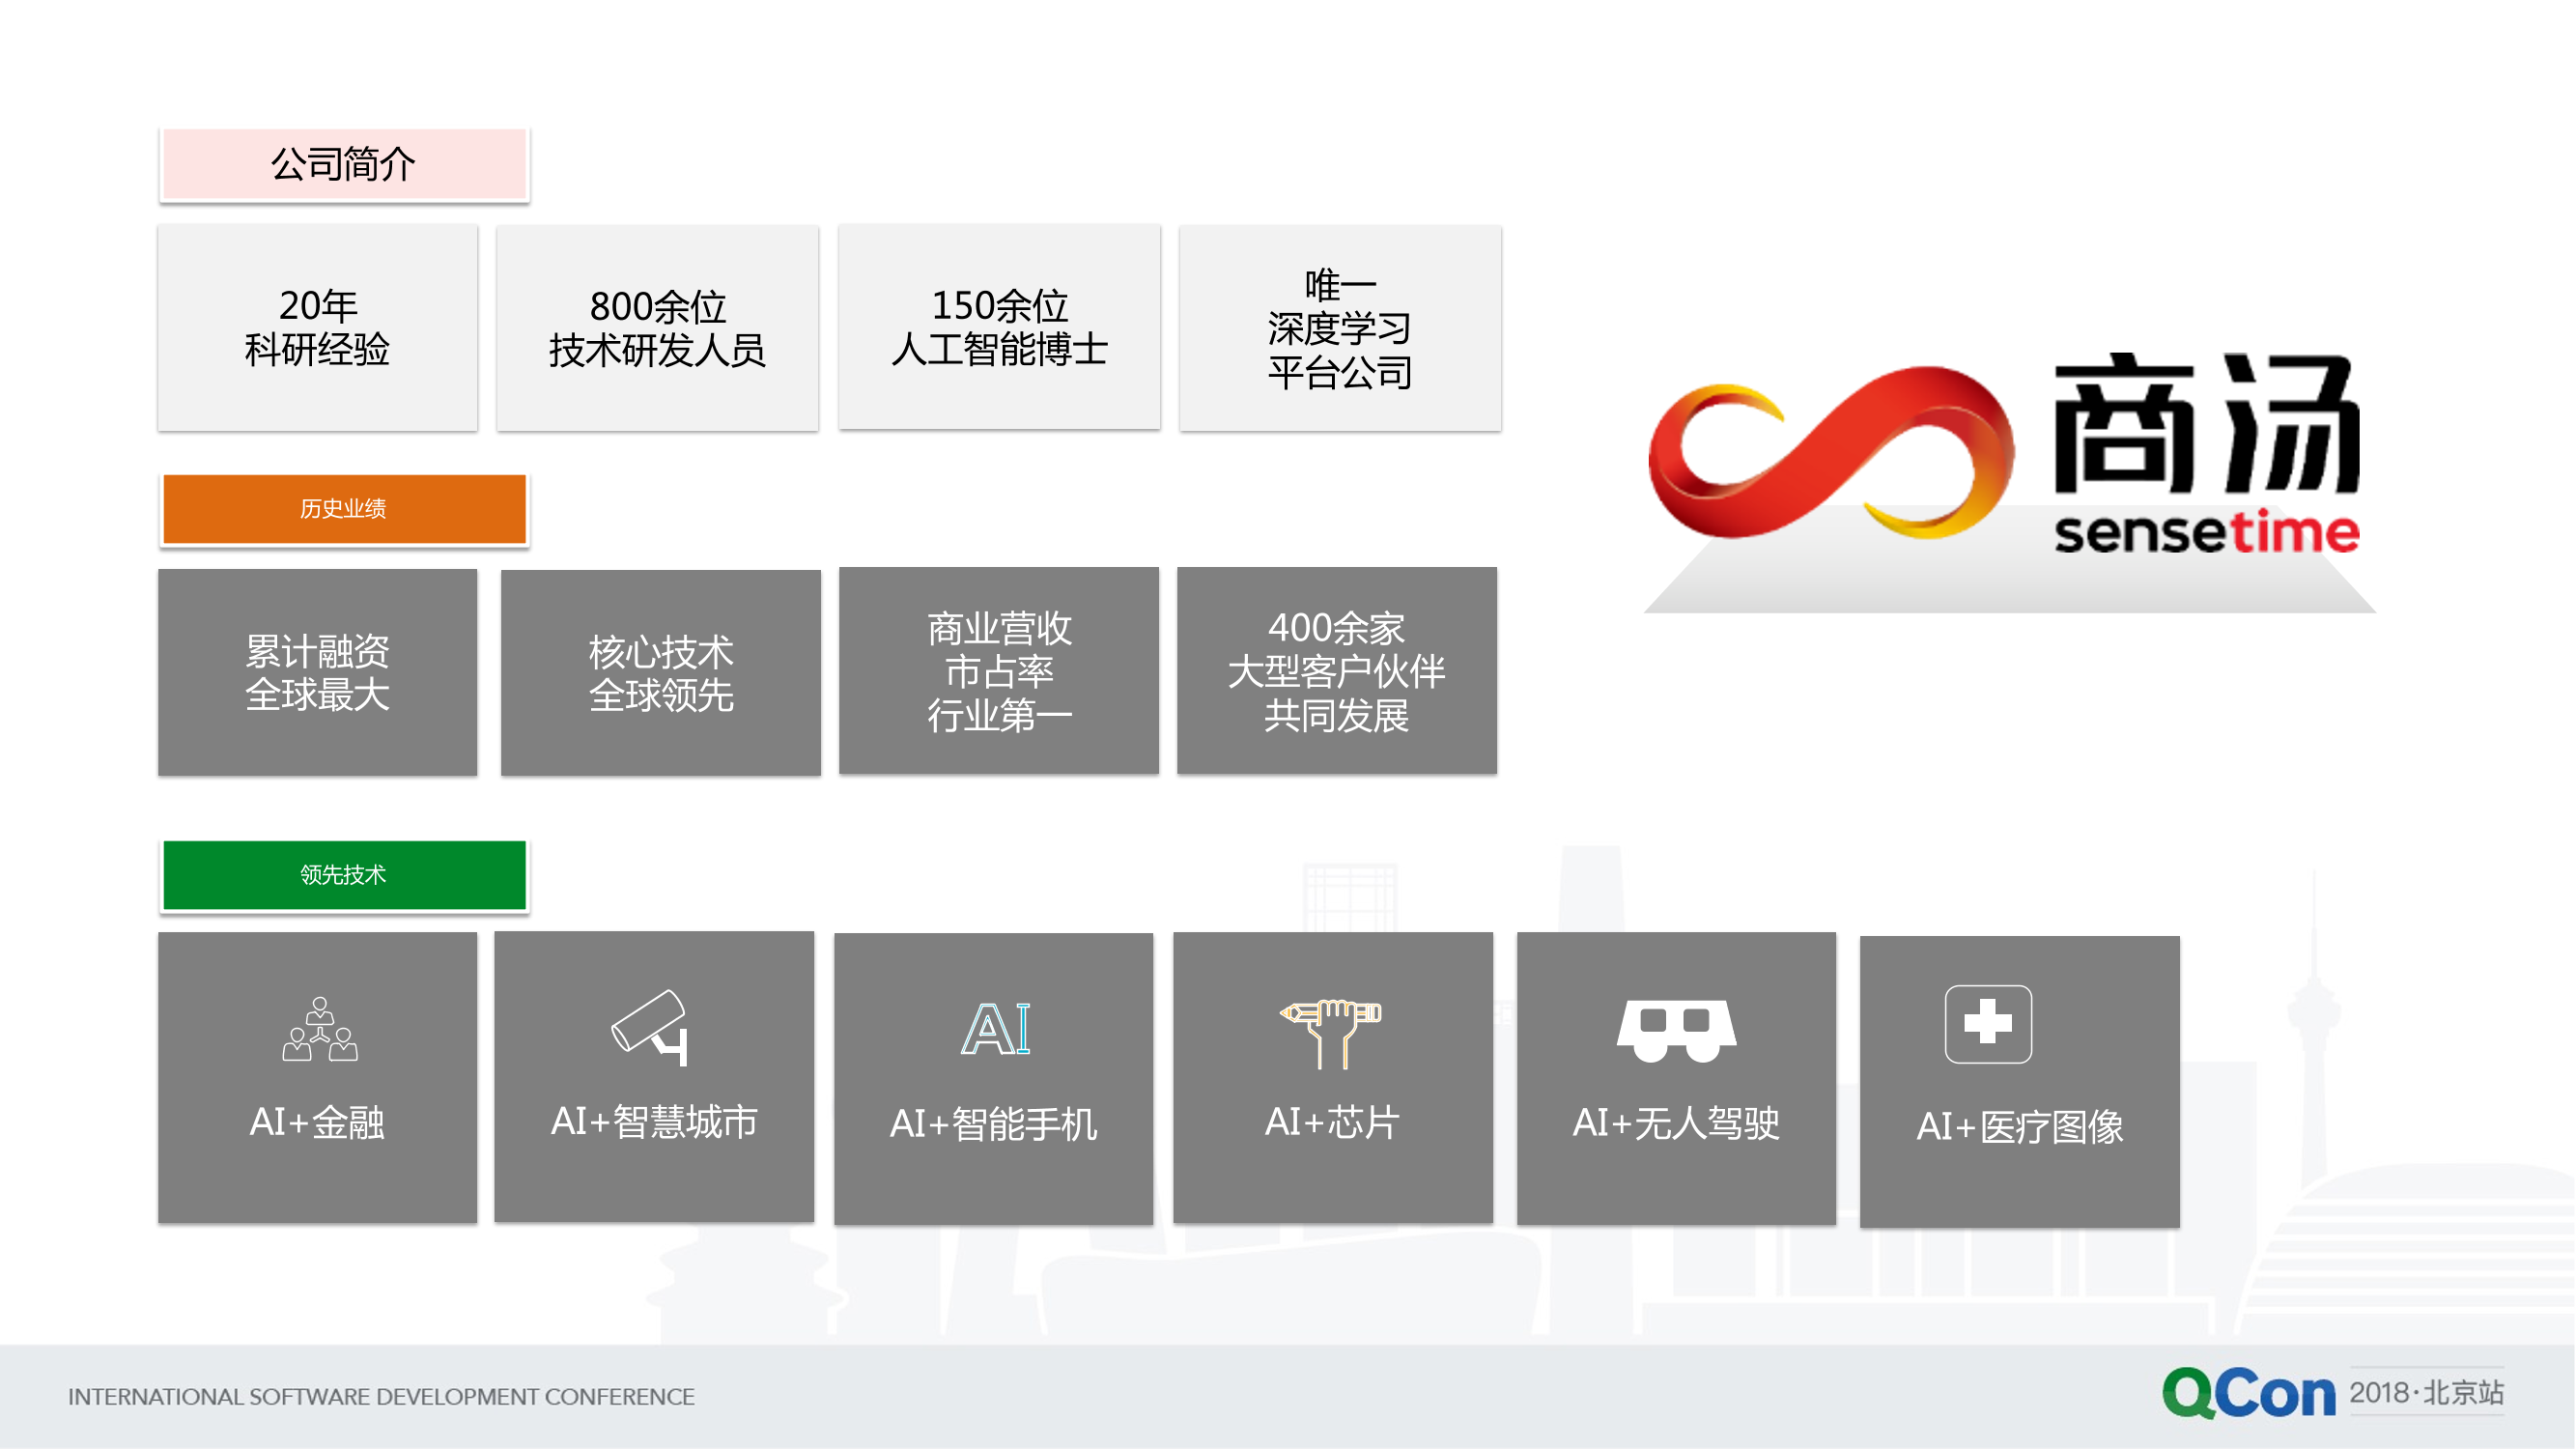 公司简介
20年
科研经验
800余位
技术研发人员
150余位
人工智能博士
唯一
深度学习
平台公司
商汤
sensetime
历史业绩
累计融资
全球最大
核心技术
全球领先
商业营收
市占率
行业第一
400余家
大型客户伙伴
共同发展
领先技术
AI+金融
AI+智慧城市
AI
AI+智能手机
AI+芯片
AI+无人驾驶
AI+医疗图像
INTERNATIONAL SOFTWARE DEVELOPMENT CONFERENCE
QCon 2018·北京站